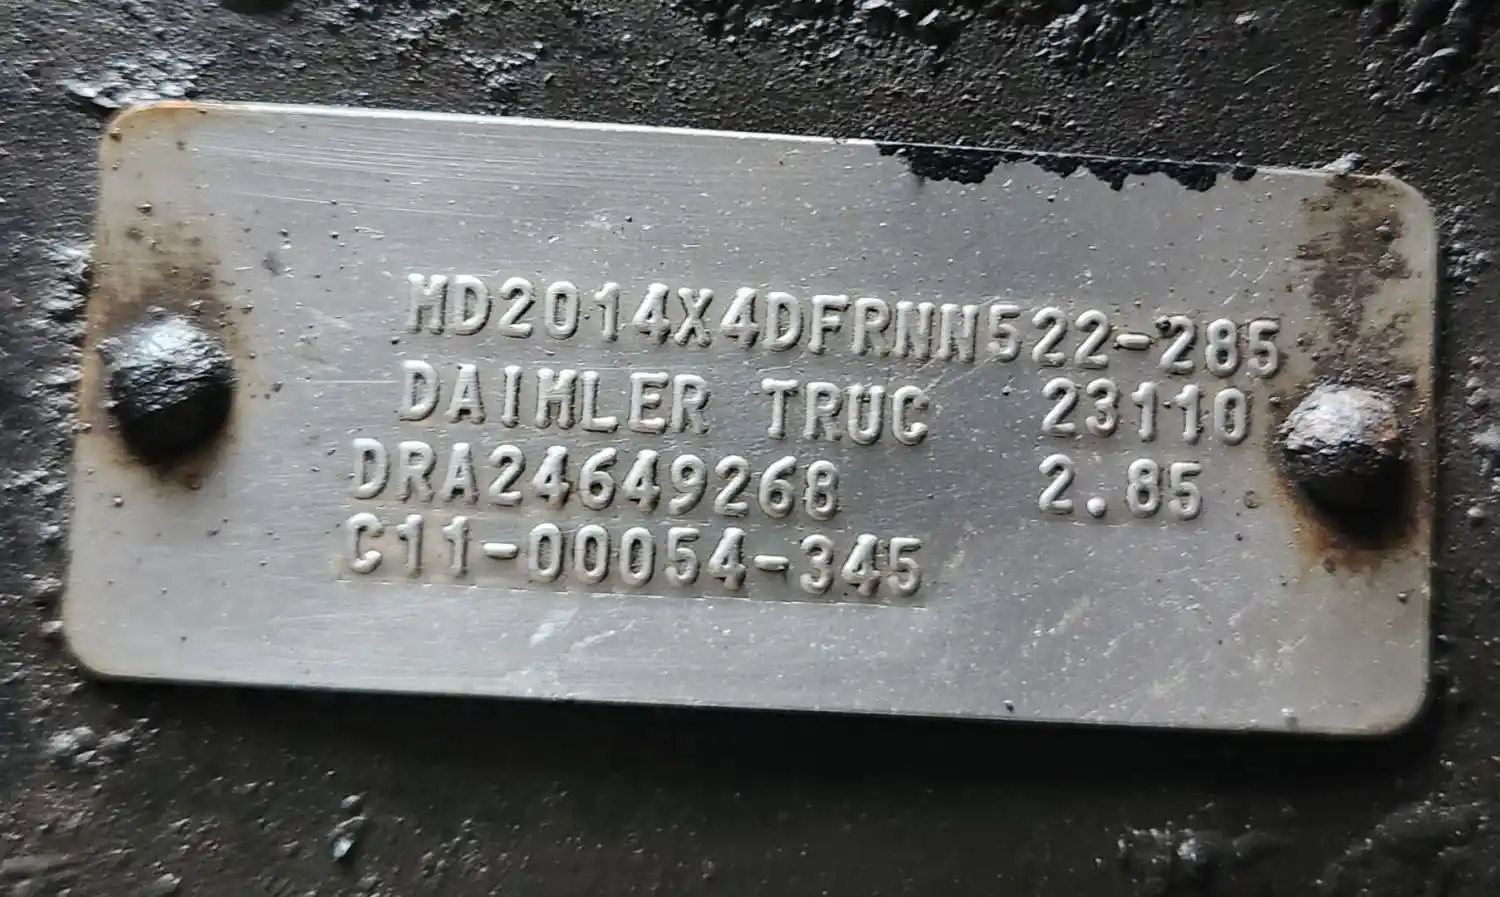 MD2014X4DFRNN522-285
DAIMLER TRUC 23110
DRA24649268 2.85
C11-00054-345